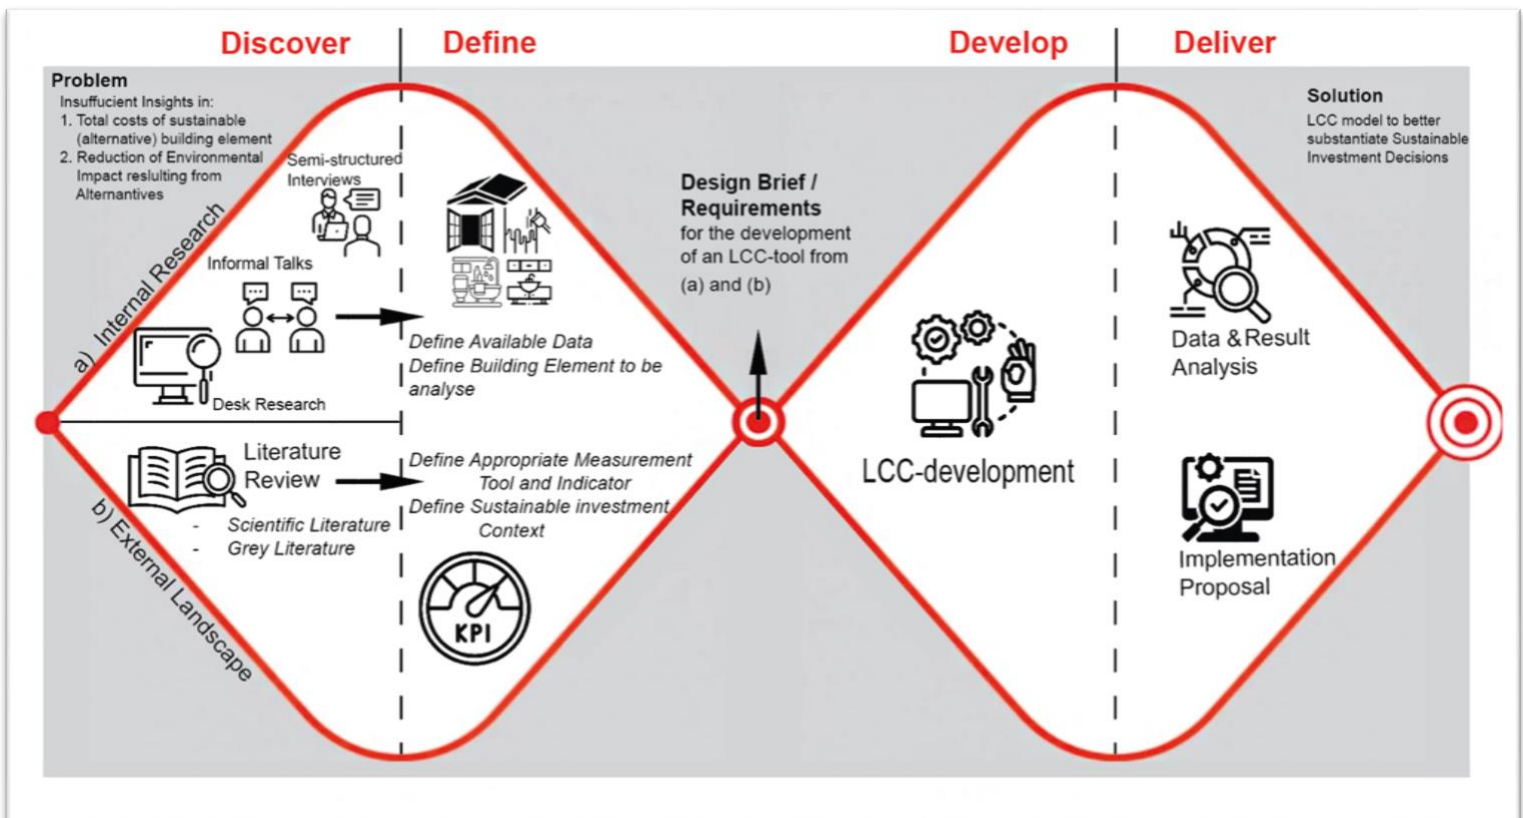 Discover
Define
Develop
Deliver
Problem
Insuffucient Insights in:
1. Total costs of sustainable
(alternative) building element
2. Reduction of Environmental
Impact reslulting from
Alternantives
Semi-structured
Interviews
a) Internal Research
Informal Talks
Desk Research
Define Available Data
Define Building Element to be
analyse
Literature
Review
- Scientific Literature
- Grey Literature
b) External Landscape
Define Appropriate Measurement
Tool and Indicator
Define Sustainable investment
Context
KPI
Design Brief /
Requirements
for the development
of an LCC-tool from
(a) and (b)
LCC-development
Data & Result
Analysis
Implementation
Proposal
Solution
LCC model to better
substantiate Sustainable
Investment Decisions